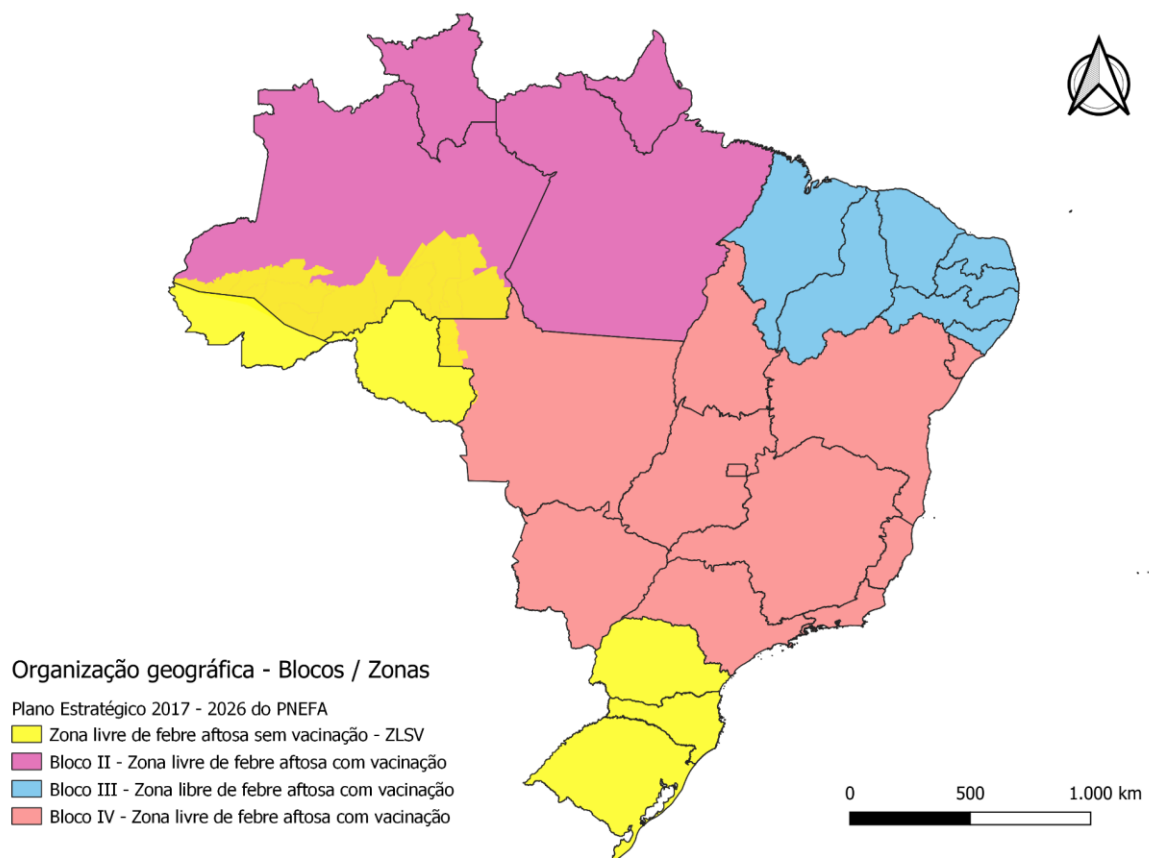 Organização geográfica - Blocos / Zonas
Plano Estratégico 2017 - 2026 do PNEFA
Zona livre de febre aftosa sem vacinação - ZLSV
Bloco II - Zona livre de febre aftosa com vacinação
Bloco III - Zona libre de febre aftosa com vacinação
Bloco IV - Zona livre de febre aftosa com vacinação
0 500 1.000 km